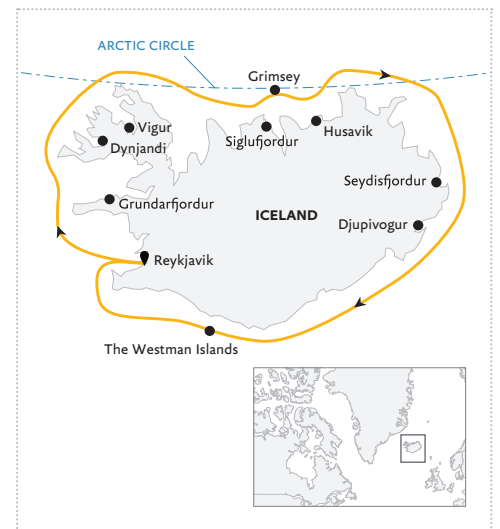 ARCTIC CIRCLE
Grimsey
Vigur
Husavik
Siglufjordur
Dynjandi
Seydisfjordur
Grundarfjordur
ICELAND
Djupivogur
Reykjavik
The Westman Islands